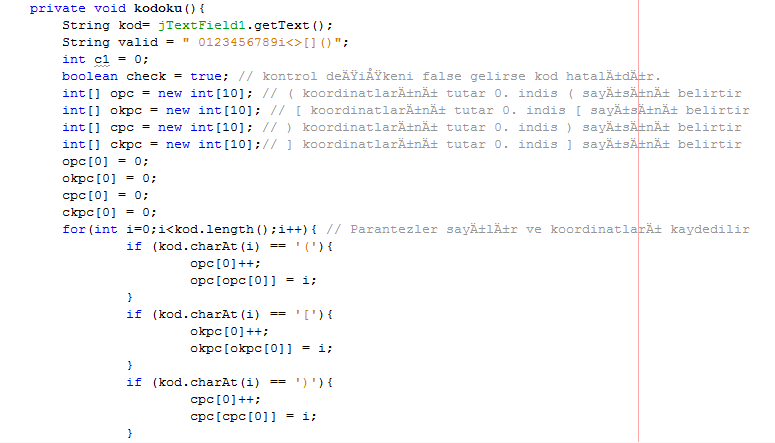 private void kodoku(){
String kod= jTextField1.getText();
String valid = " 0123456789i<>[]()";
int c1 = 0;
boolean check = true; // kontrol deÄŸiÅŸkeni false gelirse kod hatalÄ±dÄ±r.
int[] opc = new int[10]; // ( koordinatlarÄ±nÄ± tutar 0. indis ( sayÄ±sÄ±nÄ± belirtir
int[] okpc = new int[10]; // [ koordinatlarÄ±nÄ± tutar 0. indis [ sayÄ±sÄ±nÄ± belirtir
int[] cpc = new int[10]; // ) koordinatlarÄ±nÄ± tutar 0. indis ) sayÄ±sÄ±nÄ± belirtir
int[] ckpc = new int[10];// ] koordinatlarÄ±nÄ± tutar 0. indis ] sayÄ±sÄ±nÄ± belirtir
opc[0] = 0;
okpc[0] = 0;
cpc[0] = 0;
ckpc[0] = 0;
for(int i=0;i<kod.length();i++){ // Parantezler sayÄ±lÄ±r ve koordinatlarÄ± kaydedilir
if (kod.charAt(i) == '('){
opc[0]++;
opc[opc[0]] = i;
}
if (kod.charAt(i) == '['){
okpc[0]++;
okpc[okpc[0]] = i;
}
if (kod.charAt(i) == ')'){
cpc[0]++;
cpc[cpc[0]] = i;
}